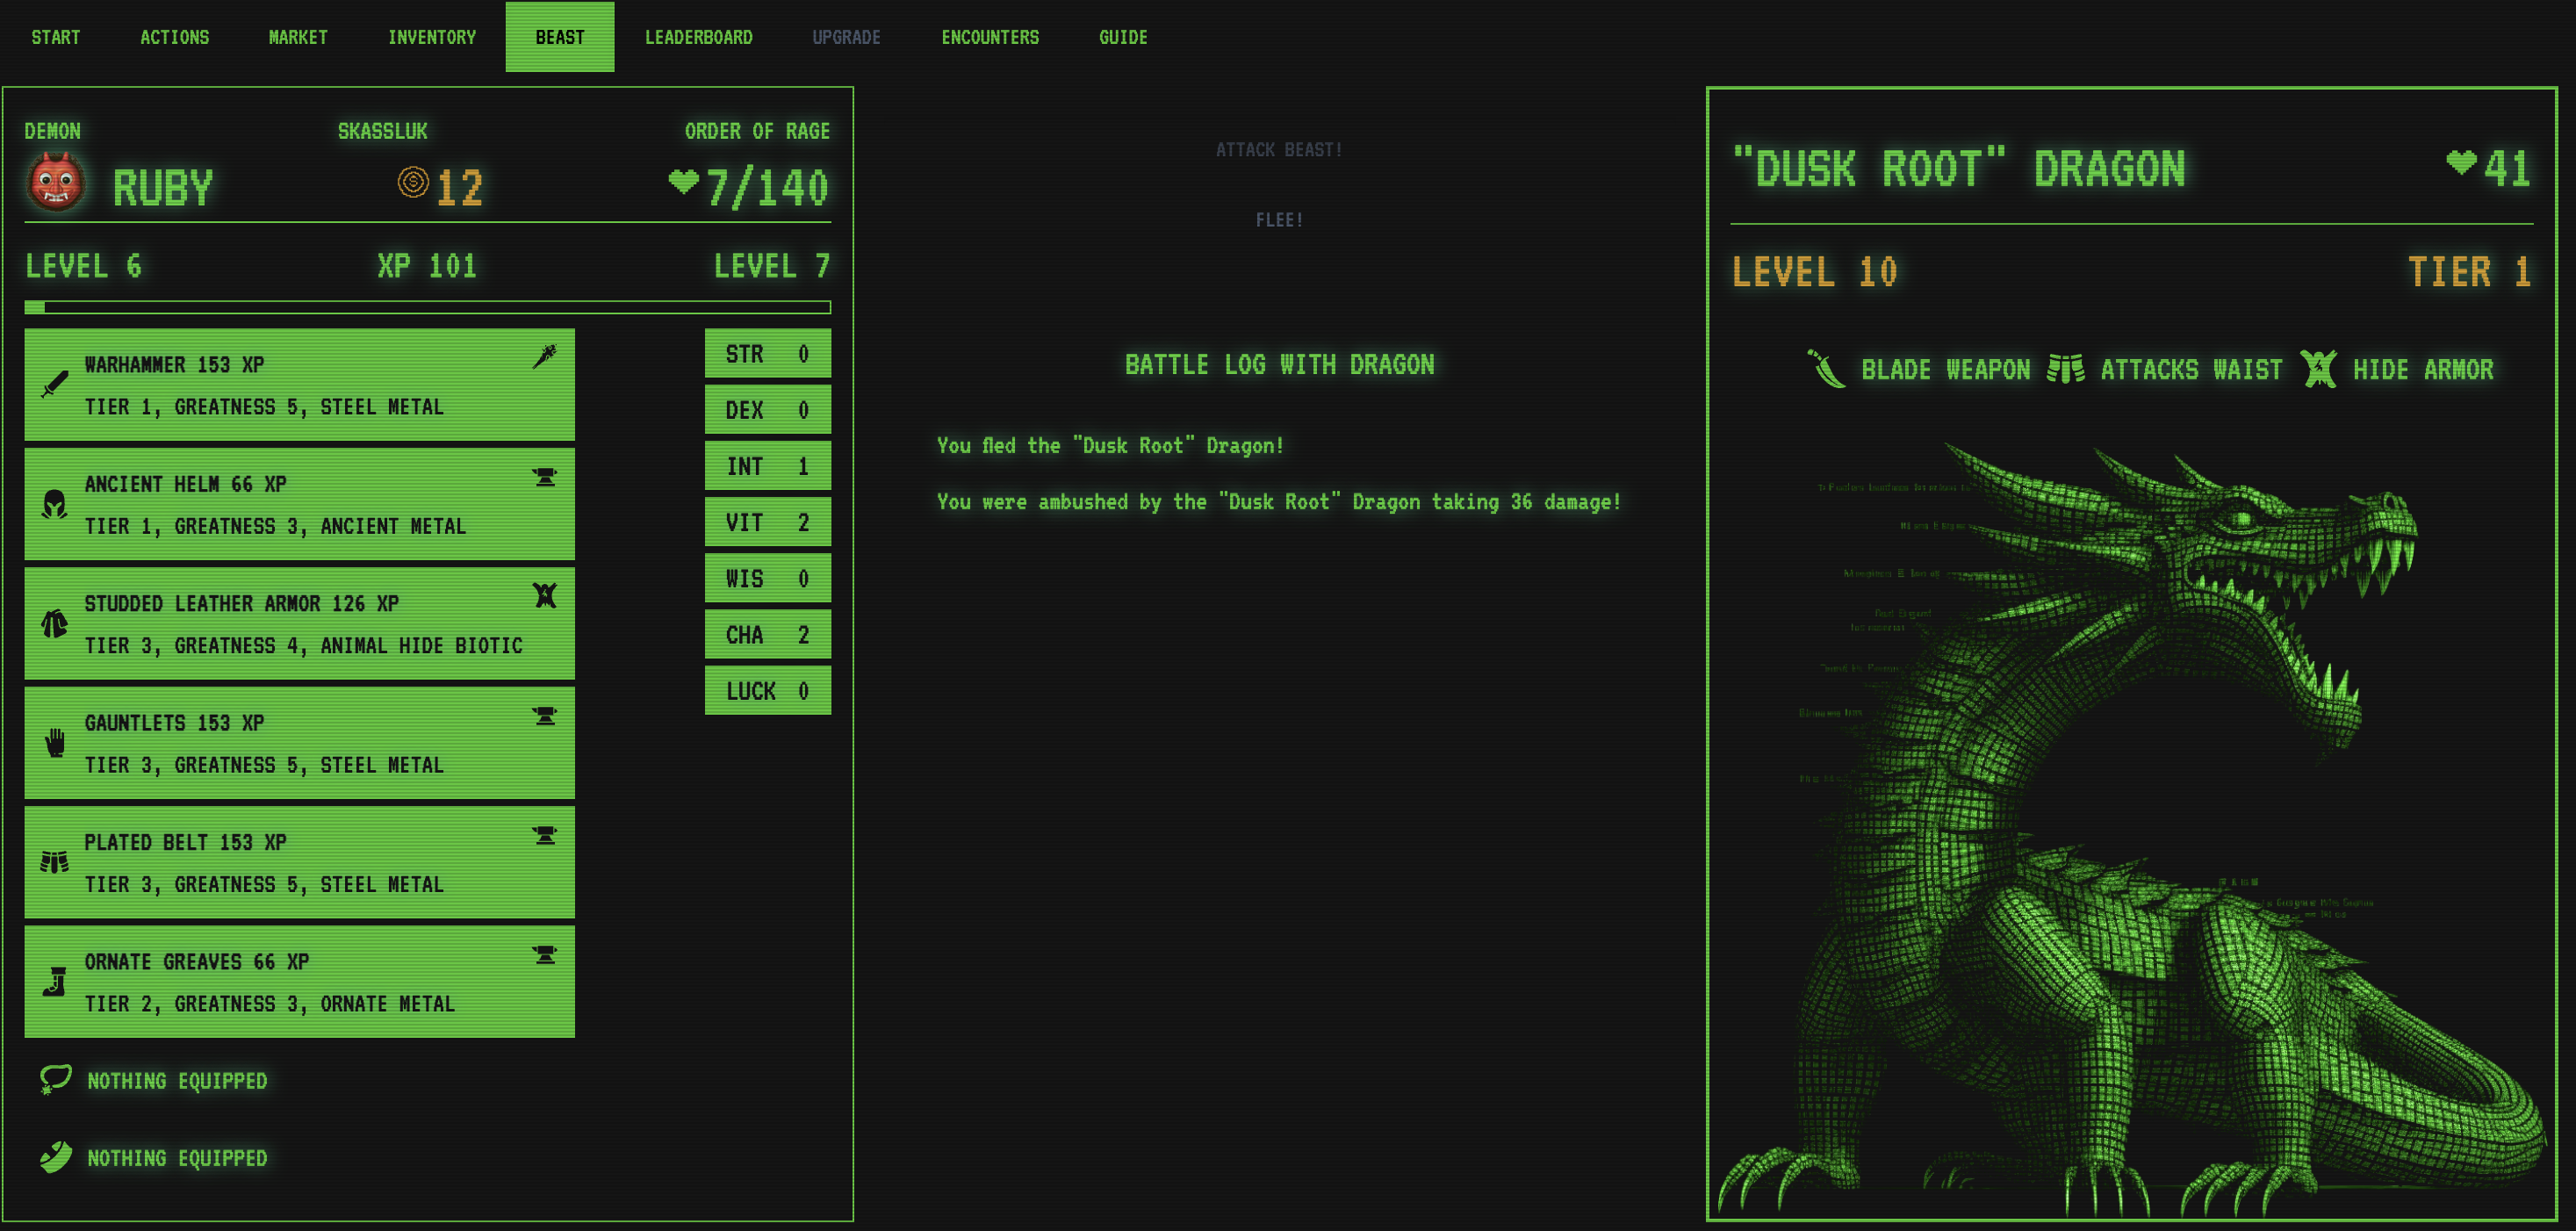 START ACTIONS MARKET INVENTORY BEAST LEADERBOARD UPGRADE ENCOUNTERS GUIDE
DEMON SKASSLUK ORDER OF RAGE
RUBY 12 7/140
LEVEL 6 XP 101 LEVEL 7
WARHAMMER 153 XP
TIER 1, GREATNESS 5, STEEL METAL
ANCIENT HELM 66 XP
TIER 1, GREATNESS 3, ANCIENT METAL
STUDDED LEATHER ARMOR 126 XP
TIER 3, GREATNESS 4, ANIMAL HIDE BIOTIC
GAUNTLETS 153 XP
TIER 3, GREATNESS 5, STEEL METAL
PLATED BELT 153 XP
TIER 3, GREATNESS 5, STEEL METAL
ORNATE GREAVES 66 XP
TIER 2, GREATNESS 3, ORNATE METAL
NOTHING EQUIPPED
NOTHING EQUIPPED
STR 0
DEX 0
INT 1
VIT 2
WIS 0
CHA 2
LUCK 0
ATTACK BEAST!
FLEE!
BATTLE LOG WITH DRAGON
You fled the "Dusk Root" Dragon!
You were ambushed by the "Dusk Root" Dragon taking 36 damage!
"DUSK ROOT" DRAGON 41
LEVEL 10 TIER 1
BLADE WEAPON ATTACKS WAIST HIDE ARMOR